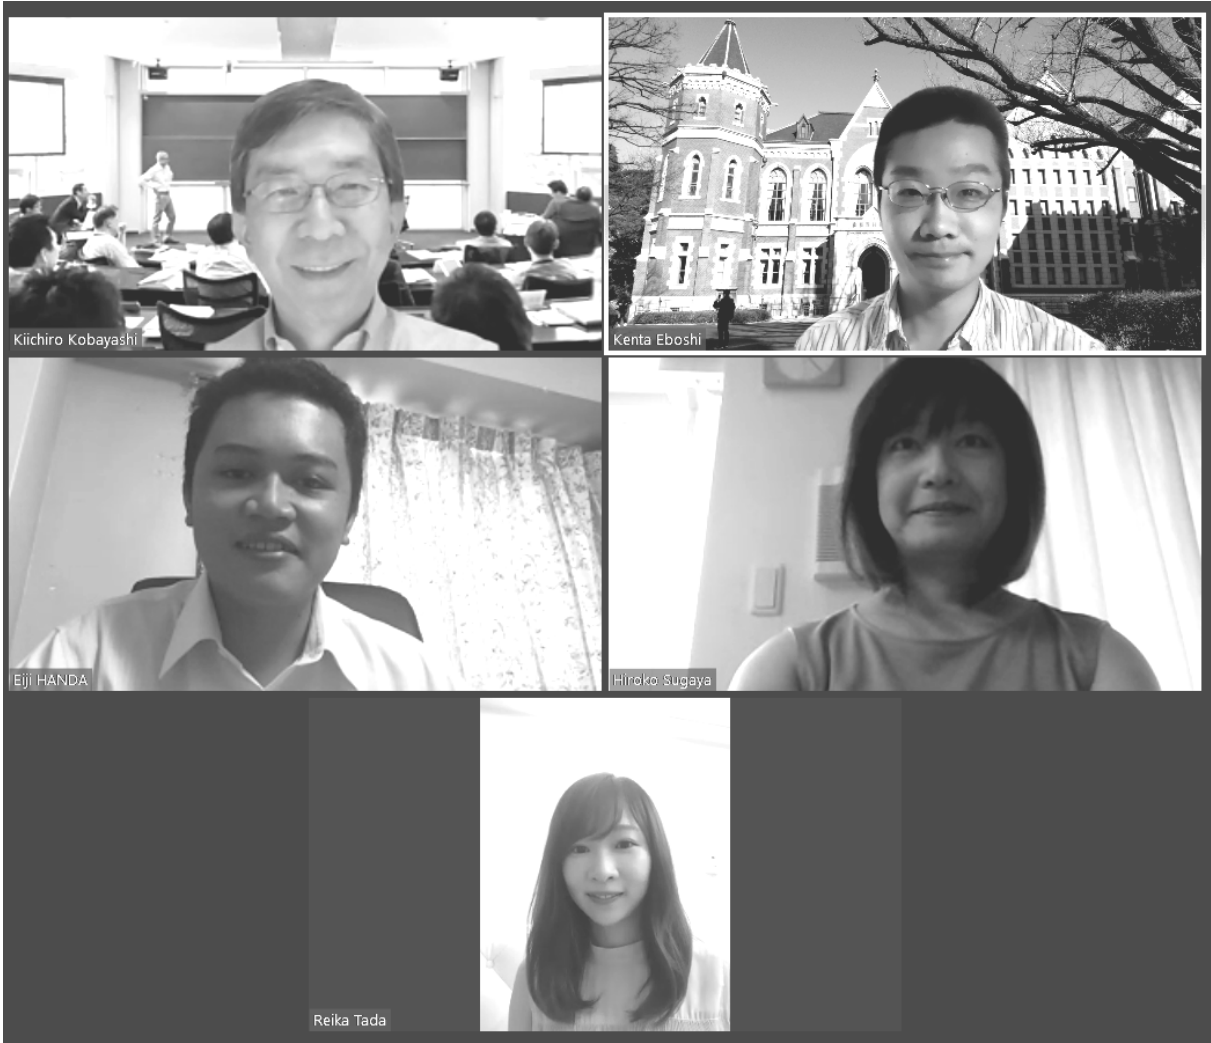 Kiichiro Kobayashi
Kenta Eboshi
Eiji HANDA
Hiroko Sugaya
Reika Tada